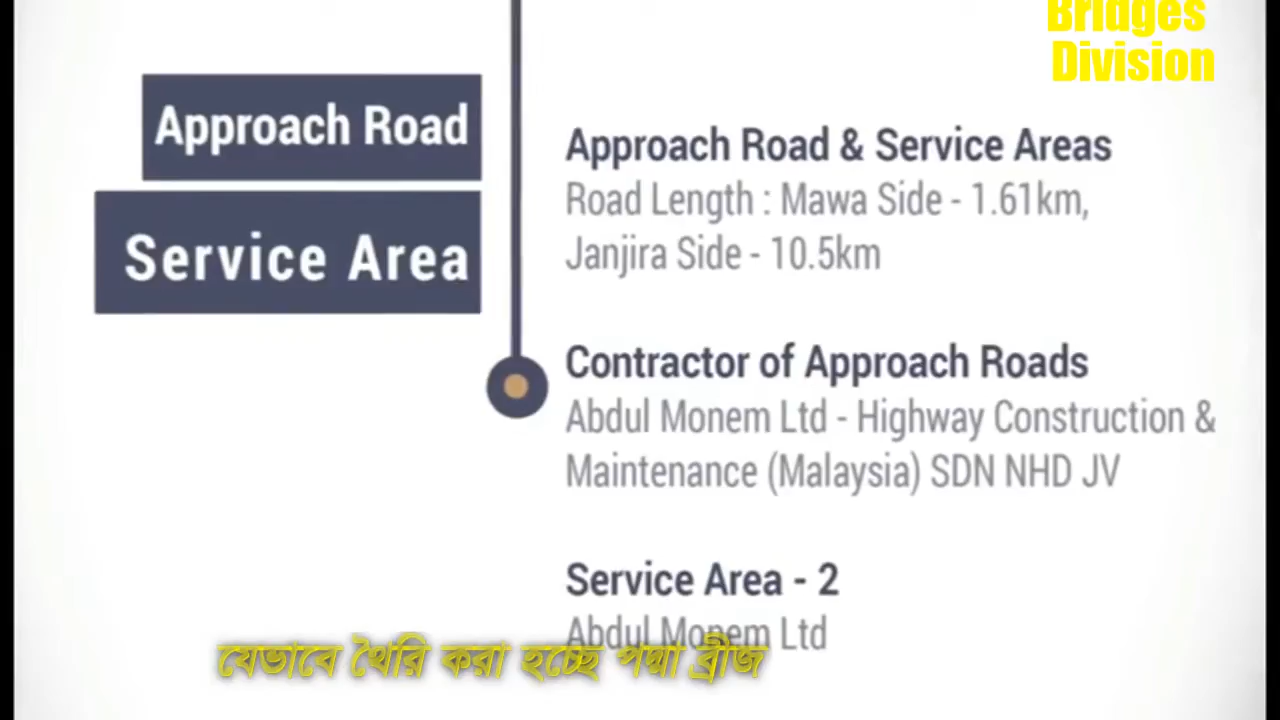 Bridges
Division
Approach Road
Service Area
Approach Road & Service Areas
Road Length : Mawa Side - 1.61km,
Janjira Side - 10.5km
Contractor of Approach Roads
Abdul Monem Ltd - Highway Construction &
Maintenance (Malaysia) SDN NHD JV
Service Area - 2
Abdul Monem Ltd
যেভাবে থৈরি করা হচ্ছে পদ্মা ব্রীজ